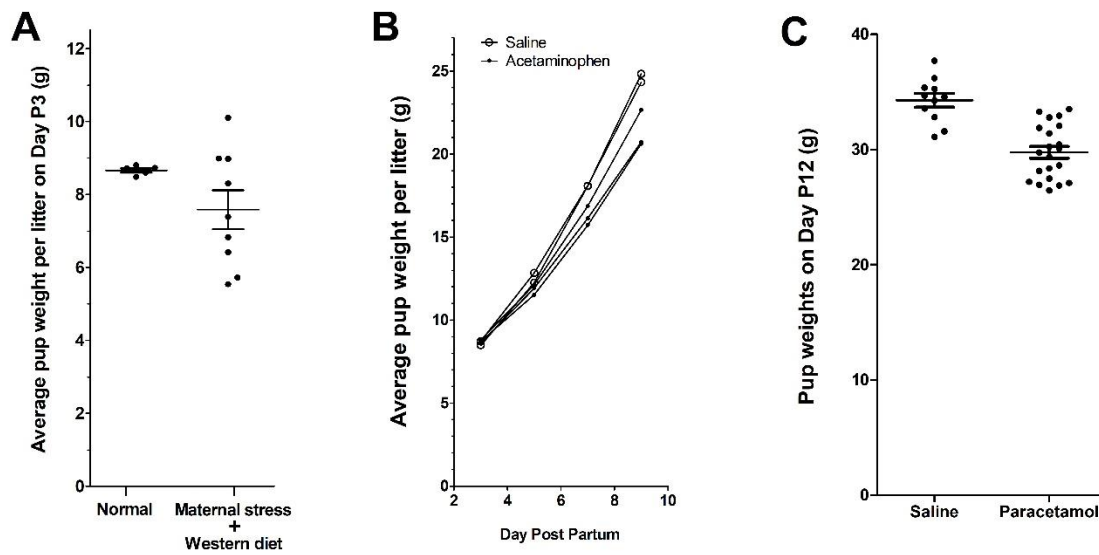 A
Average pup weight per litter on Day P3 (g)
12
10
8
6
4
2
0
Normal
Maternal stress
+
Western diet
B
Saline
Acetaminophen
Average pup weight per litter (g)
25
20
15
10
5
0
2
4
6
8
10
Day Post Partum
C
Pup weights on Day P12 (g)
40
30
20
10
0
Saline
Paracetamol